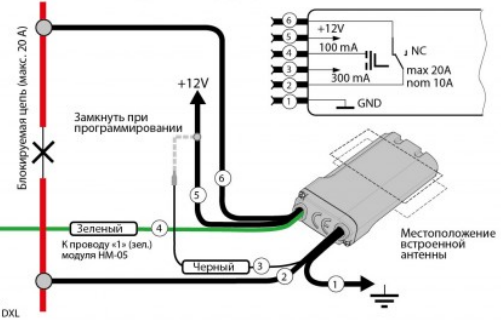 Блокируемая цепь (макс. 20 А)
Замкнуть при
программировании
+12V
6
5
4
3
2
1
+12V
100 mA
300 mA
NC
max 20A
nom 10A
GND
6
5
Зеленый
4
К проводу «1» (зел.)
модуля НМ-05
Черный
3
2
1
CE
Местоположение
встроенной
антенны
DXL